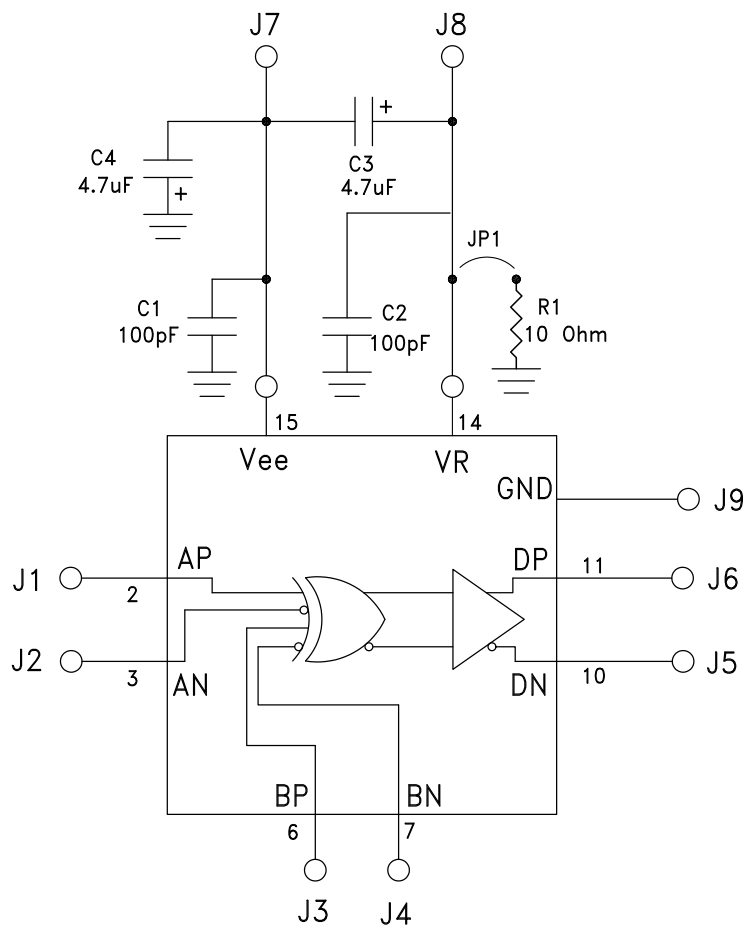 J7
J8
+
C4
4.7uF
+
C3
4.7uF
JP1
C1
100pF
C2
100pF
R1
10 Ohm
15
14
Vee
VR
GND
J9
AP
DP
11
J1
2
J6
J2
3
AN
DN
10
J5
BP
BN
6
7
J3
J4